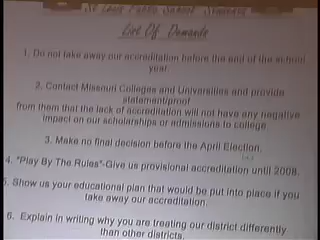 St Louis Public School Students
List Of Demands
1. Do not take away our accreditation before the end of the school
year.
2. Contact Missouri Colleges and Universities and provide
statement/proof
from them that the lack of accreditation will not have any negative
impact on our scholarships or admissions to college
3. Make no final decision before the April Election.
4. "Play By The Rules"-Give us provisional accreditation until 2008.
5. Show us your educational plan that would be put into place if you
take away our accreditation.
6. Explain in writing why you are treating our district differently
than other districts.